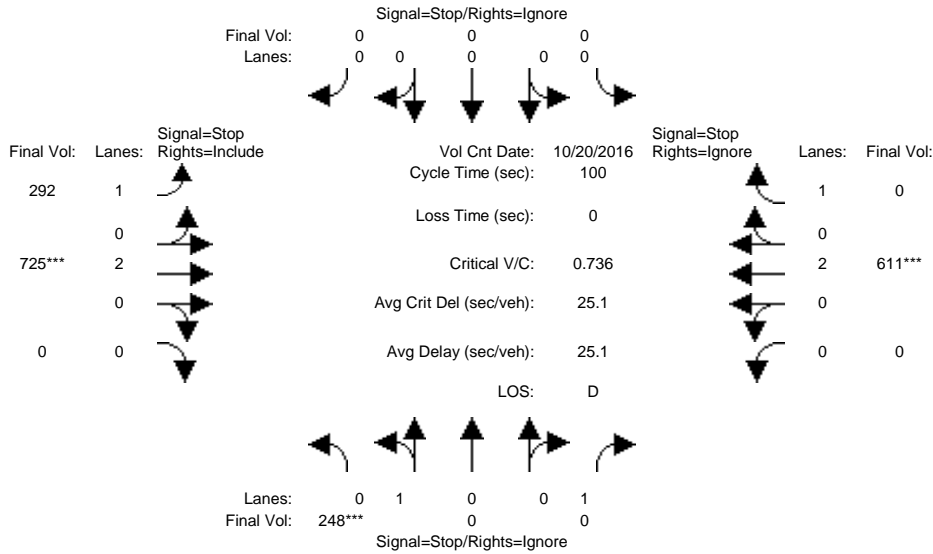 Signal=Stop/Rights=Ignore
Final Vol: 0 0 0
Lanes: 0 0 0 0 0
Signal=Stop
Final Vol: Lanes: Rights=Include
Vol Cnt Date: 10/20/2016
Signal=Stop
Rights=Ignore Lanes: Final Vol:
Cycle Time (sec): 100
292 1
1 0
Loss Time (sec): 0
0
0
725*** 2
Critical V/C: 0.736
2 611***
0
Avg Crit Del (sec/veh): 25.1
0
0 0
Avg Delay (sec/veh): 25.1
0 0
LOS: D
Lanes: 0 1 0 0 1
Final Vol: 248*** 0 0
Signal=Stop/Rights=Ignore